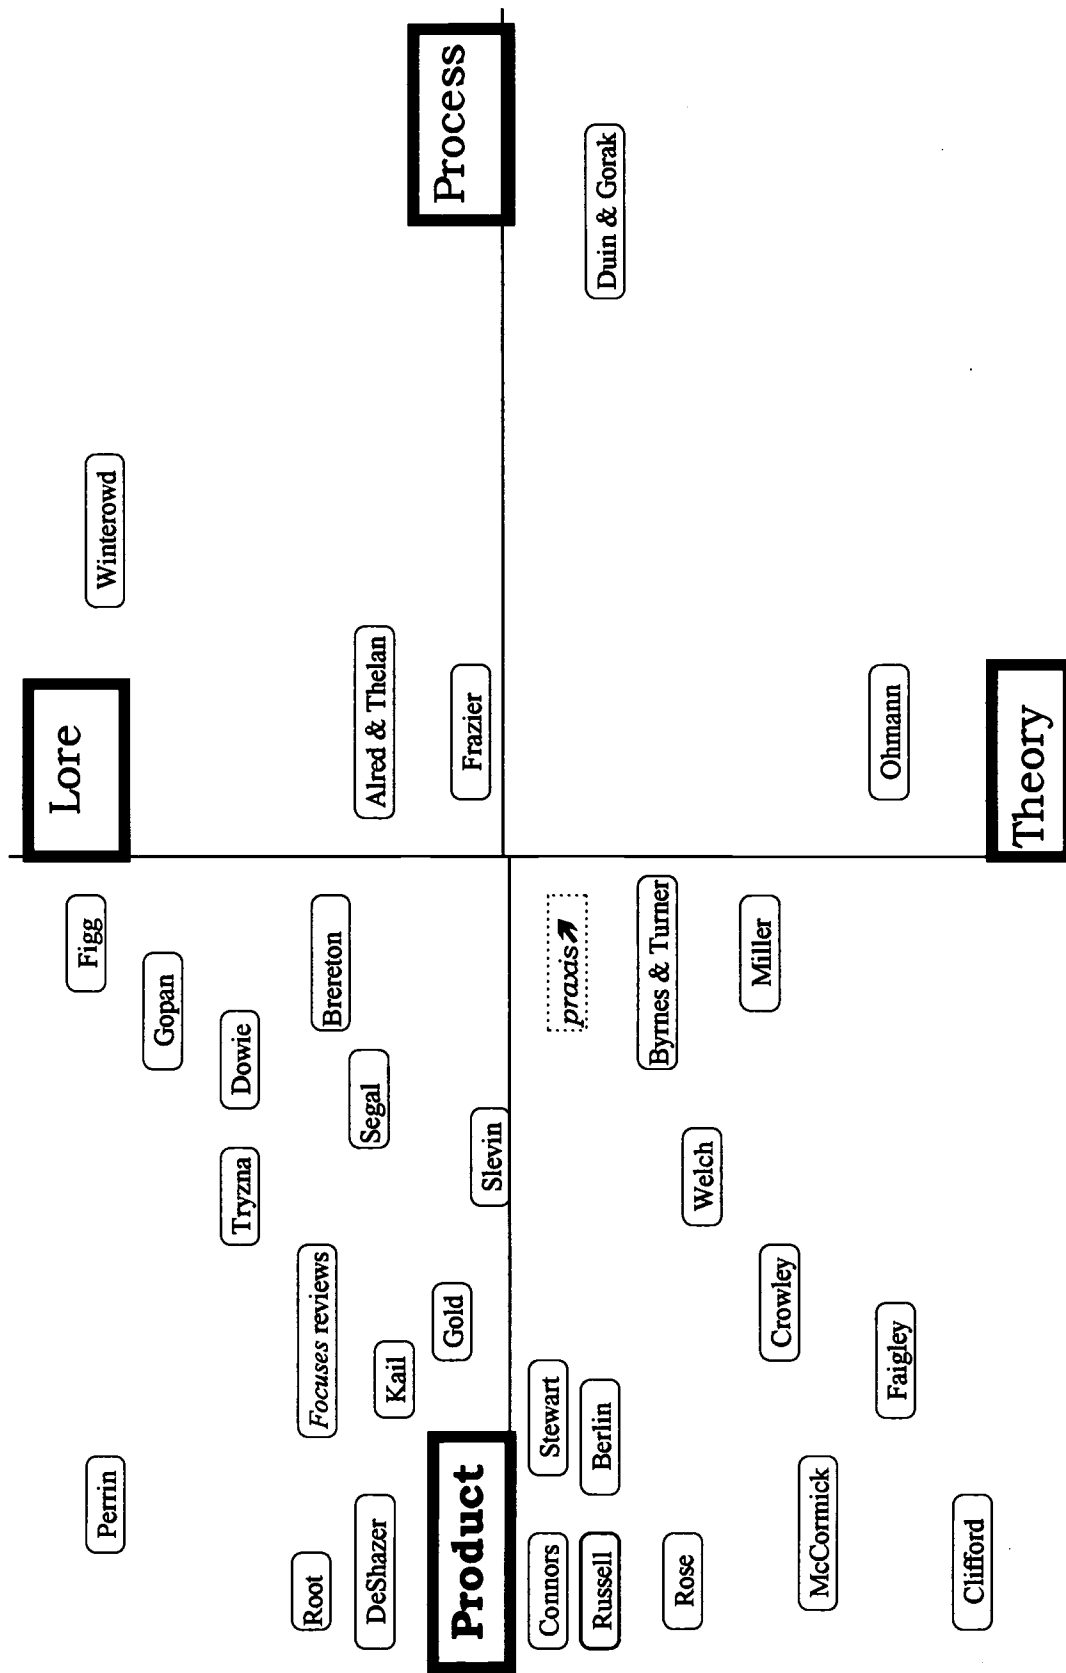 Lore
Figg
Perrin
Winterowd
Gopan
Tryzna
Dowie
Root
Focuses reviews
Brereton
Segal
DeShazer
Alred & Thelan
Kail
Gold
Process
Product
Frazier
Slevin
Connors
Stewart
praxis
Russell
Berlin
Duin & Gorak
Byrnes & Turner
Rose
Welch
Miller
Crowley
McCormick
Ohmann
Faigley
Clifford
Theory